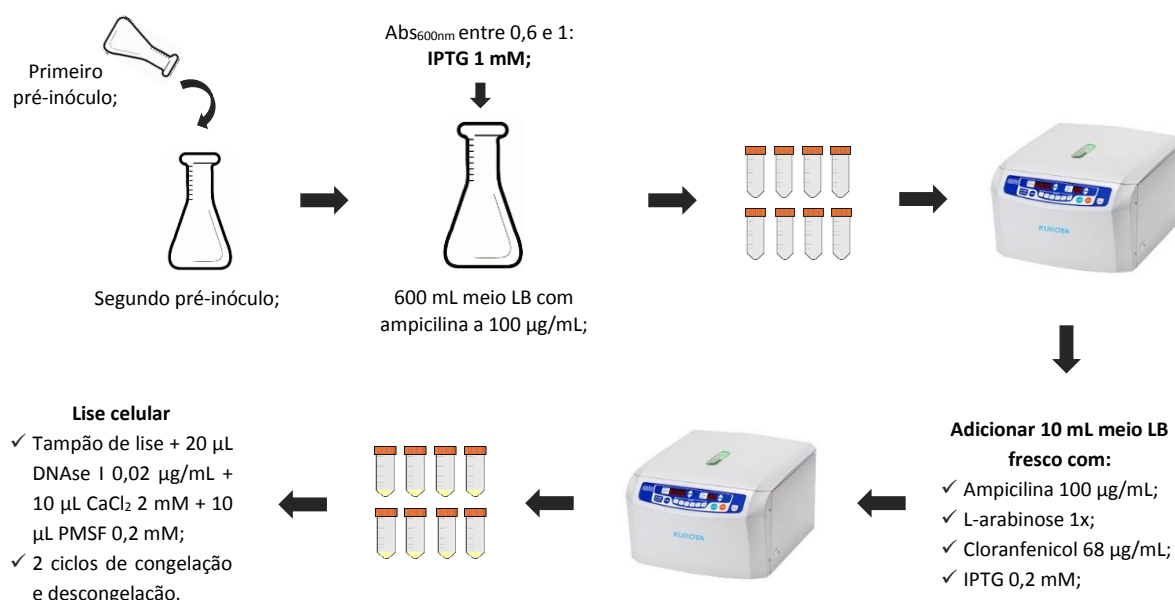 Primeiro
pré-inóculo;
Abs600nm entre 0,6 e 1:
IPTG 1 mM;
Segundo pré-inóculo;
600 mL meio LB com
ampicilina a 100 µg/mL;
KUBOTA
Adicionar 10 mL meio LB
fresco com:
✓ Ampicilina 100 µg/mL;
✓ L-arabinose 1x;
✓ Cloranfenicol 68 µg/mL;
✓ IPTG 0,2 mM;
KUBOTA
Lise celular
✓ Tampão de lise + 20 µL
DNAse I 0,02 µg/mL +
10 µL CaCl₂ 2 mM + 10
µL PMSF 0,2 mM;
✓ 2 ciclos de congelação
e descongelação.